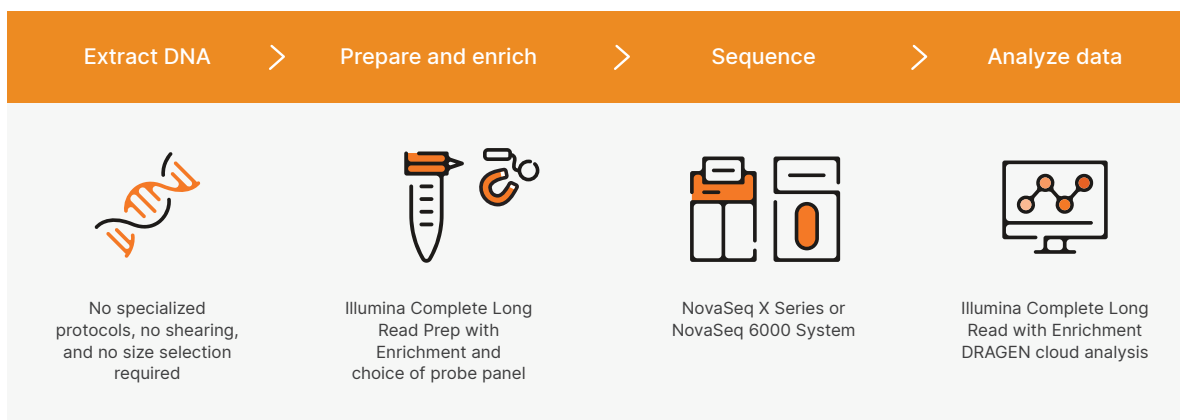 Extract DNA
Prepare and enrich
Sequence
Analyze data
No specialized
protocols, no shearing,
and no size selection
required
Illumina Complete Long
Read Prep with
Enrichment and
choice of probe panel
NovaSeq X Series or
NovaSeq 6000 System
Illumina Complete Long
Read with Enrichment
DRAGEN cloud analysis